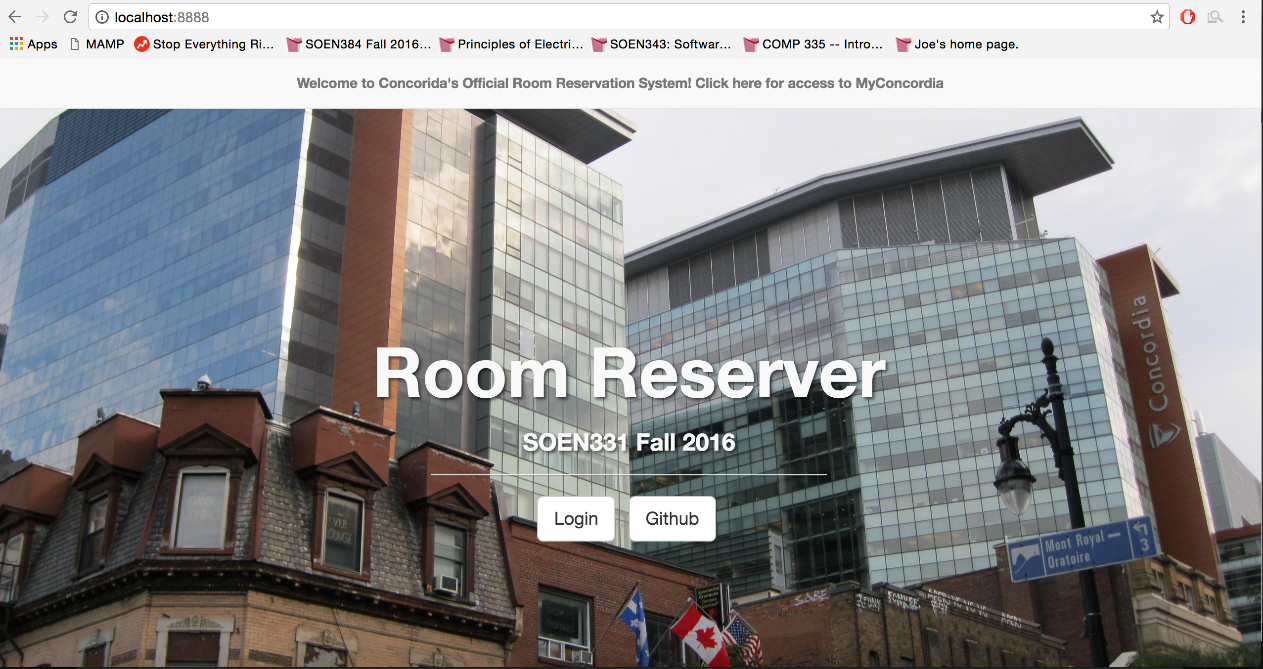 localhost:8888
Apps MAMP Stop Everything Ri... SOEN384 Fall 2016... Principles of Electri... SOEN343: Softwar... COMP 335 -- Intro... Joe's home page.
Welcome to Concorida's Official Room Reservation System! Click here for access to MyConcordia
Concordia
Room Reserver
SOEN331 Fall 2016
Login Github
V.I.P.
LOUNGE
Mont Royal
Oratoire
3